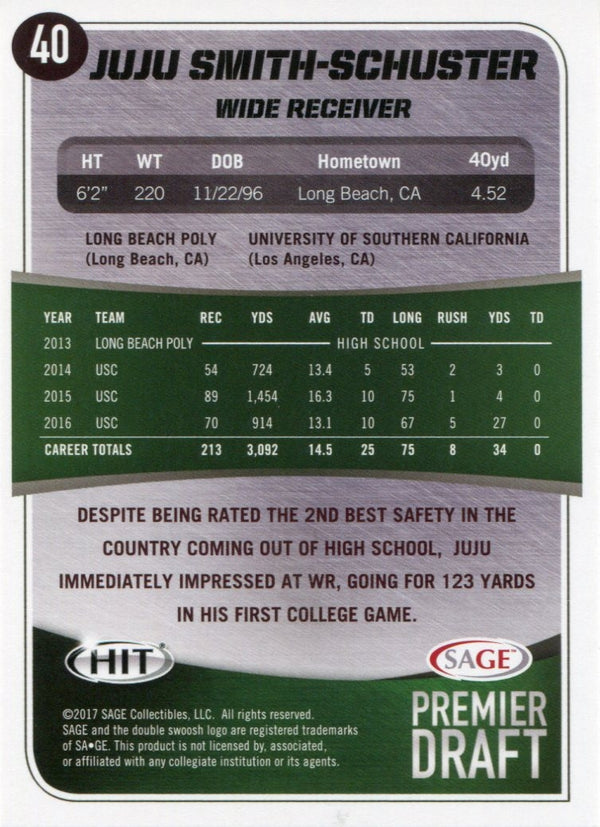 40
JUJU SMITH-SCHUSTER
WIDE RECEIVER
HT WT DOB Hometown 40yd
6'2" 220 11/22/96 Long Beach, CA 4.52
LONG BEACH POLY UNIVERSITY OF SOUTHERN CALIFORNIA
(Long Beach, CA) (Los Angeles, CA)
YEAR TEAM REC YDS AVG TD LONG RUSH YDS TD
2013 LONG BEACH POLY HIGH SCHOOL
2014 USC 54 724 13.4 5 53 2 3 0
2015 USC 89 1,454 16.3 10 75 1 4 0
2016 USC 70 914 13.1 10 67 5 27 0
CAREER TOTALS 213 3,092 14.5 25 75 8 34 0
DESPITE BEING RATED THE 2ND BEST SAFETY IN THE
COUNTRY COMING OUT OF HIGH SCHOOL, JUJU
IMMEDIATELY IMPRESSED AT WR, GOING FOR 123 YARDS
IN HIS FIRST COLLEGE GAME.
HIT®
SAGE™
PREMIER
DRAFT
©2017 SAGE Collectibles, LLC. All rights reserved.
SAGE and the double swoosh logo are registered trademarks
of SA•GE. This product is not licensed by, associated,
or affiliated with any collegiate institution or its agents.